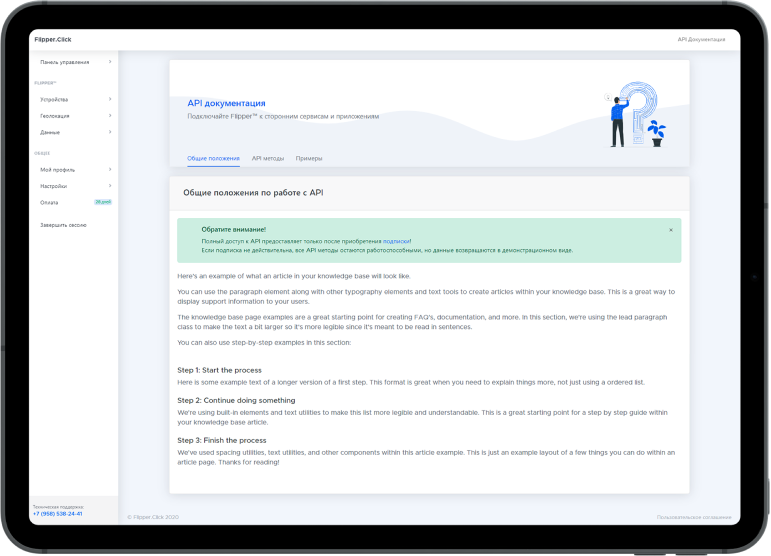 Flipper.Click
API Документация
Панель управления
FLIPPER™
Устройства
Геолокация
Данные
ОБЩИЕ
Мой профиль
Настройки
Оплата
Завершить сессию
API документация
Подключайте Flipper™ к сторонним сервисам и приложениям
Общие положения
API методы
Примеры
Общие положения по работе с API
Обратите внимание!
×
Полный доступ к API предоставляет только после приобретения подписки!
Если подписка не действительна, все API методы остаются работоспособными, но данные возвращаются в демонстрационном виде.
Here's an example of what an article in your knowledge base will look like.
You can use the paragraph element along with other typography elements and text tools to create articles within your knowledge base. This is a great way to
display support information to your users.
The knowledge base page examples are a great starting point for creating FAQ's, documentation, and more. In this section, we're using the lead paragraph
class to make the text a bit larger so it's more legible since it's meant to be read in sentences.
You can also use step-by-step examples in this section:
Step 1: Start the process
Here is some example text of a longer version of a first step. This format is great when you need to explain things more, not just using a ordered list.
Step 2: Continue doing something
We're using built-in elements and text utilities to make this list more legible and understandable. This is a great starting point for a step by step guide within
your knowledge base article.
Step 3: Finish the process
We've used spacing utilities, text utilities, and other components within this article example. This is just an example layout of a few things you can do within an
article page. Thanks for reading!
Техническая поддержка:
+7 (958) 538-24-41
© Flipper.Click 2020
Пользовательское соглашение